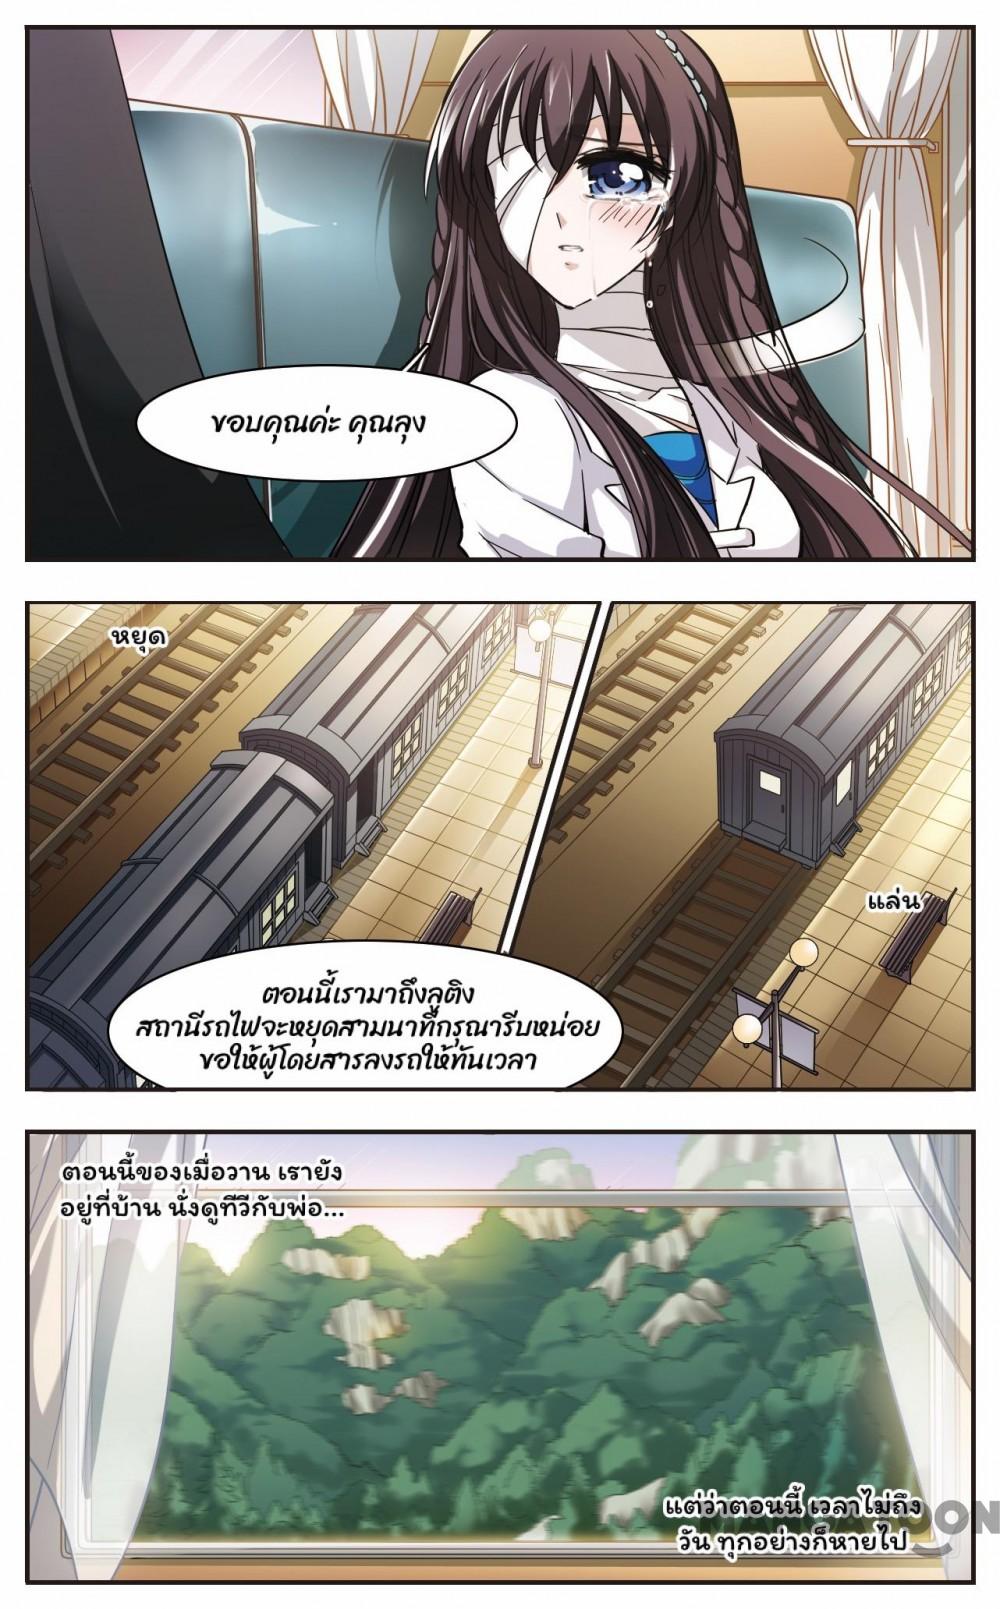 ขอบคุณค่ะ คุณลุง
หยุด
แล่น
ตอนนี้เรามาถึงลูติง
สถานีรถไฟจะหยุดสามนาทีกรุณารีบหน่อย
ขอให้ผู้โดยสารลงรถให้ทันเวลา
ตอนนี้ของเมื่อวาน เรายัง
อยู่ที่บ้าน นั่งดูทีวีกับพ่อ...
แต่ว่าตอนนี้ เวลาไม่ถึง
วัน ทุกอย่างก็หายไป